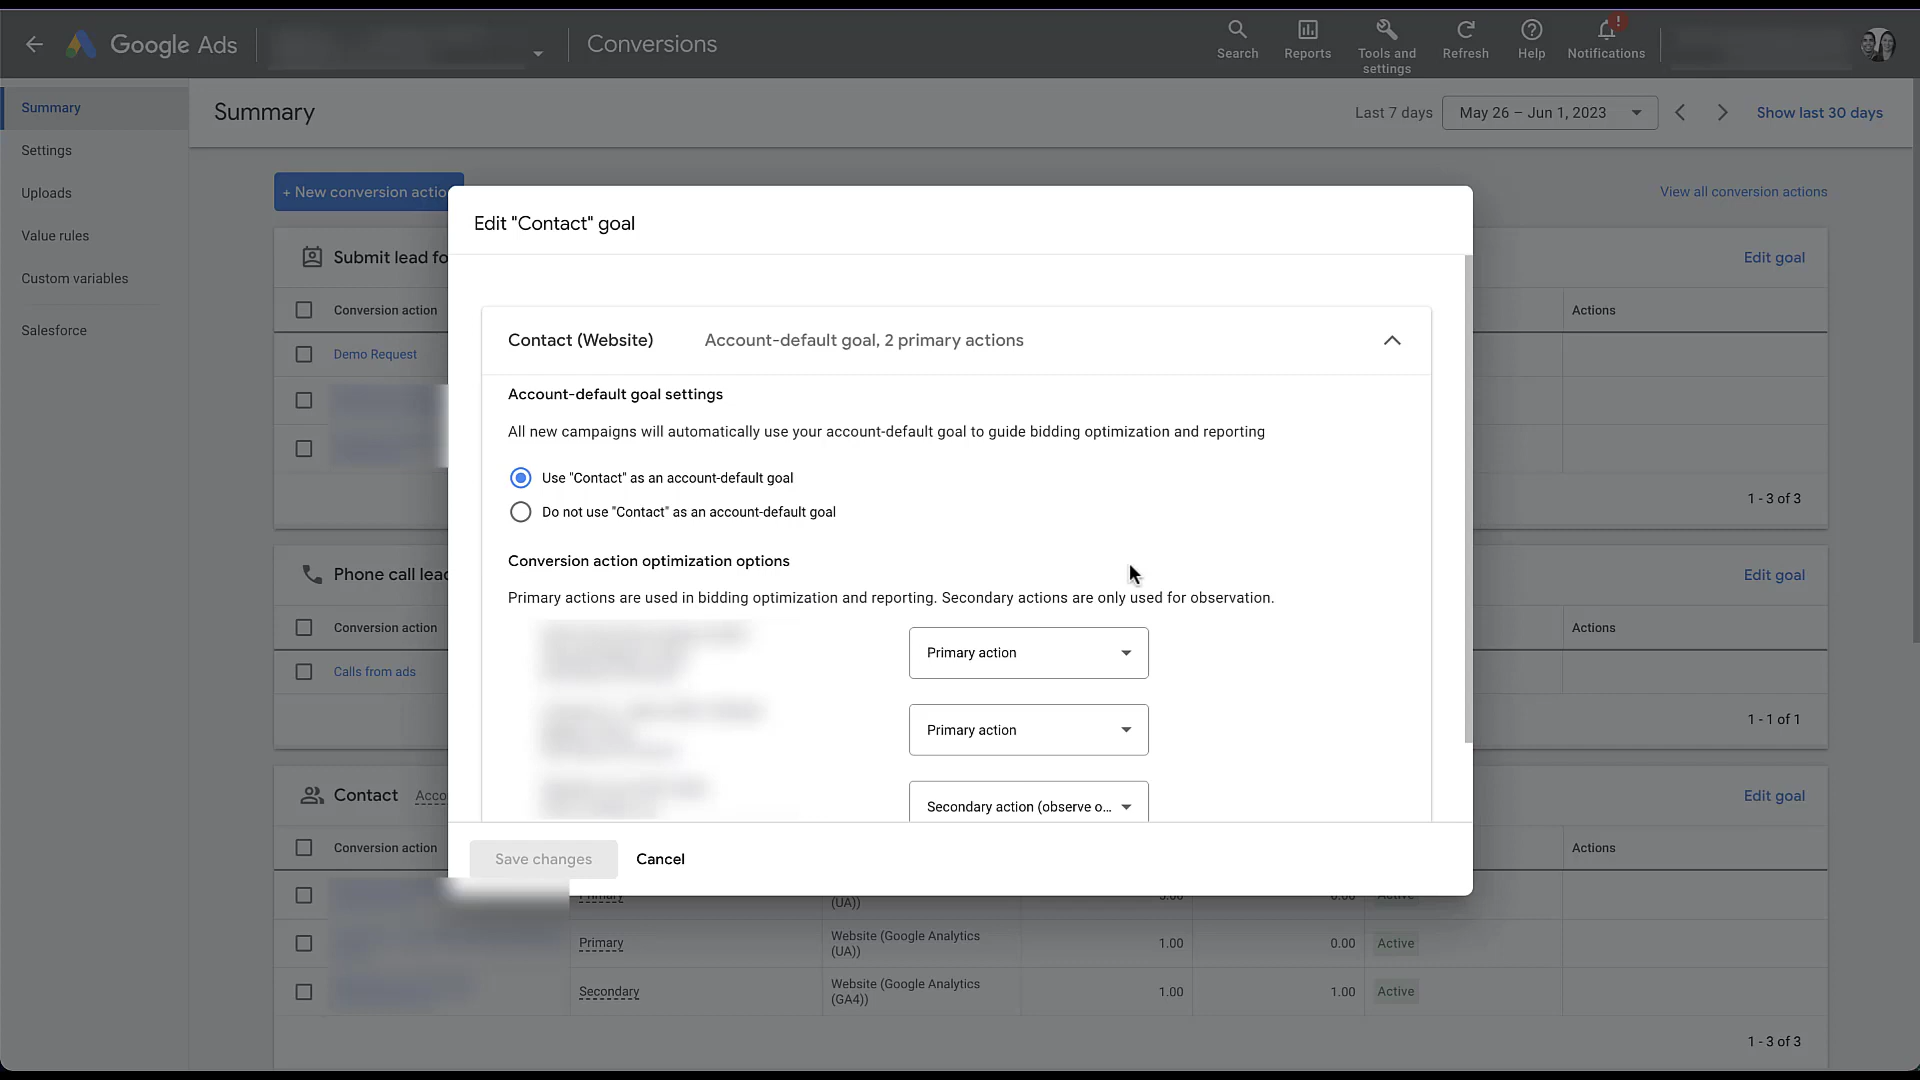 Google Ads
Conversions
Search
Reports
Tools and
settings
Refresh
Help
!
Notifications
Summary
Settings
Uploads
Value rules
Custom variables
Salesforce
Summary
Last 7 days
May 26 – Jun 1, 2023
Show last 30 days
+ New conversion actio
View all conversion actions
Submit lead fo
Edit goal
Conversion action
Actions
Demo Request
1 - 3 of 3
Phone call lead
Edit goal
Conversion action
Actions
Calls from ads
1 - 1 of 1
Contact
Acco
Edit goal
Conversion action
Actions
Edit "Contact" goal
Contact (Website)
Account-default goal, 2 primary actions
Account-default goal settings
All new campaigns will automatically use your account-default goal to guide bidding optimization and reporting
Use "Contact" as an account-default goal
Do not use "Contact" as an account-default goal
Conversion action optimization options
Primary actions are used in bidding optimization and reporting. Secondary actions are only used for observation.
Primary action
Primary action
Secondary action (observe o...
Save changes
Cancel
(UA))
Primary
Website (Google Analytics
(UA))
1.00
0.00
Active
Secondary
Website (Google Analytics
(GA4))
1.00
1.00
Active
1 - 3 of 3